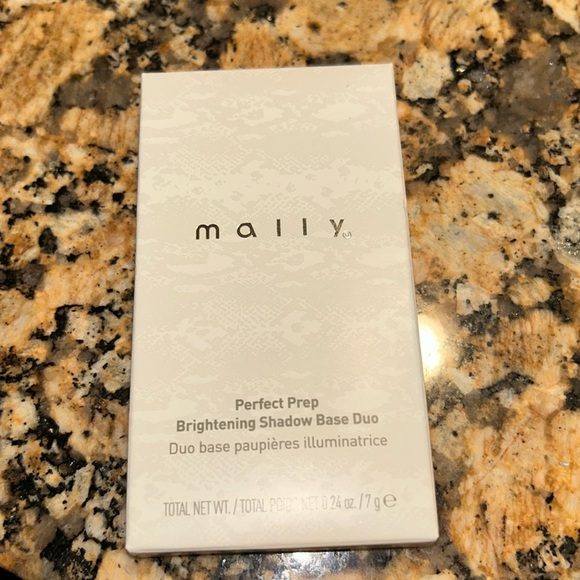 mally
Perfect Prep
Brightening Shadow Base Duo
Duo base paupières illuminatrice
TOTAL NET WT. / TOTAL POIDS NET 0.24 oz. / 7 g ℮